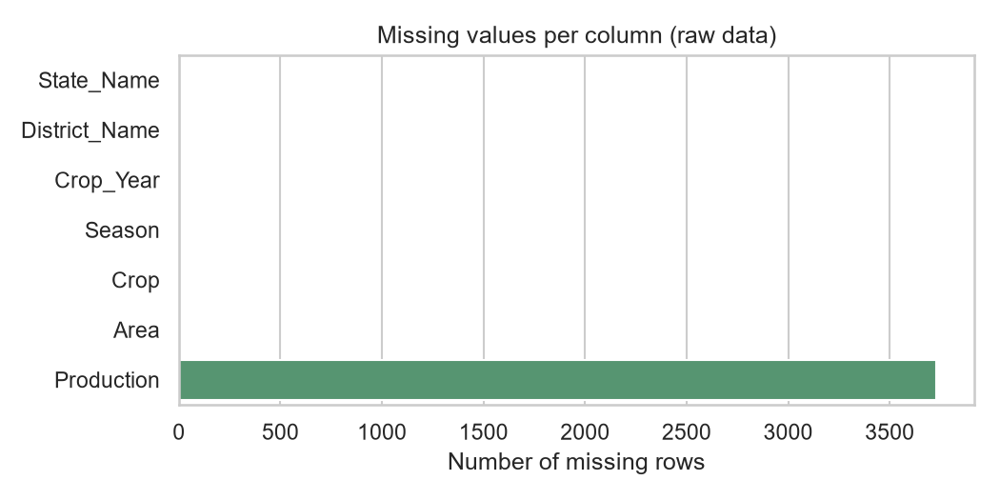 Missing values per column (raw data)
State_Name
District_Name
Crop_Year
Season
Crop
Area
Production
0 500 1000 1500 2000 2500 3000 3500
Number of missing rows